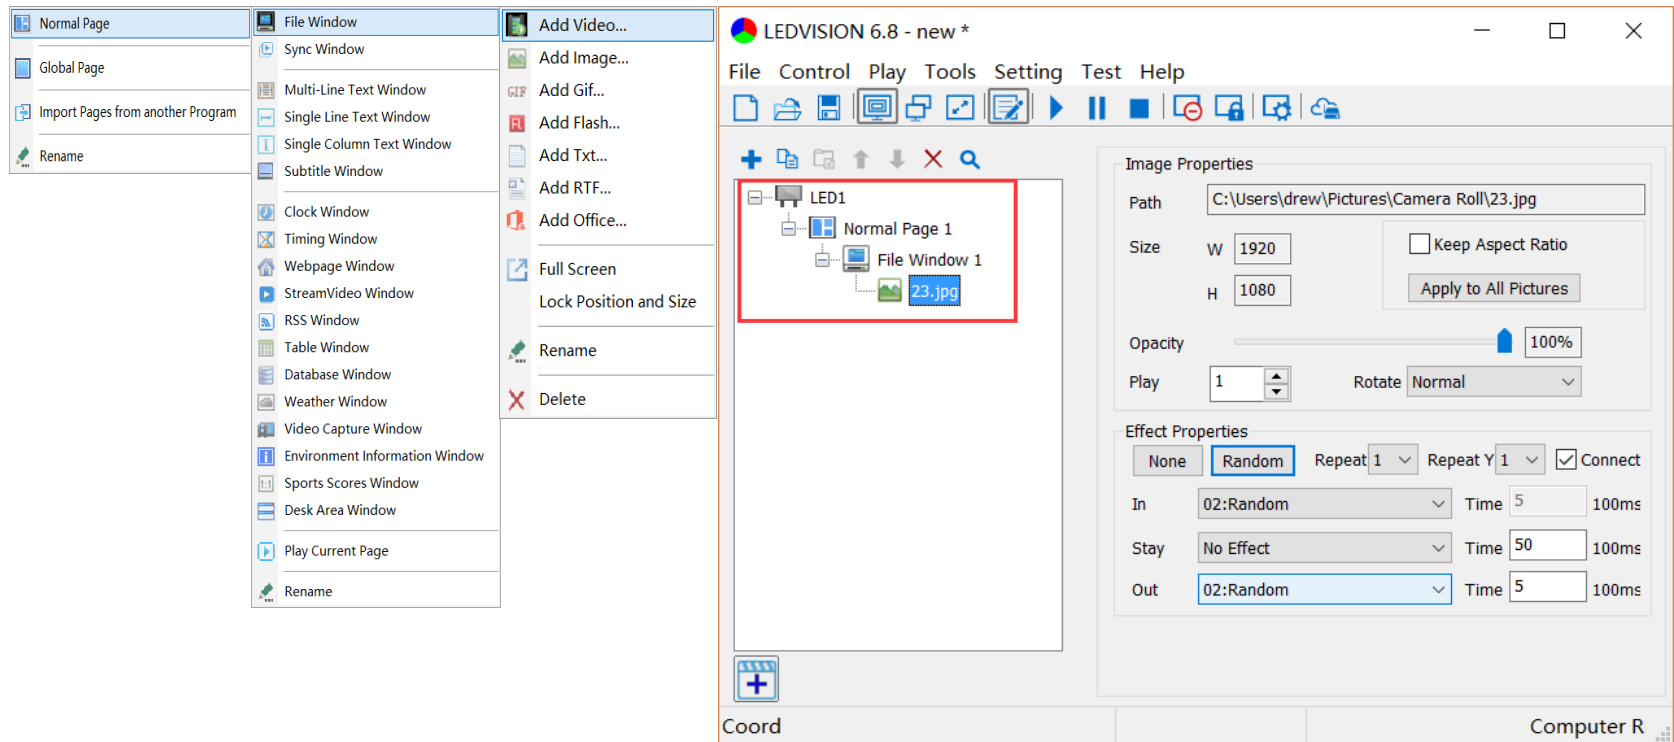 Normal Page
Global Page
Import Pages from another Program
Rename
File Window
Sync Window
Multi-Line Text Window
Single Line Text Window
Single Column Text Window
Subtitle Window
Clock Window
Timing Window
Webpage Window
StreamVideo Window
RSS Window
Table Window
Database Window
Weather Window
Video Capture Window
Environment Information Window
1:1 Sports Scores Window
Desk Area Window
Play Current Page
Rename
Add Video...
Add Image...
GIF Add Gif...
FL Add Flash...
Add Txt...
Add RTF...
Add Office...
Full Screen
Lock Position and Size
Rename
Delete
LEDVISION 6.8 - new *
File Control Play Tools Setting Test Help
LED1
Normal Page 1
File Window 1
23.jpg
Image Properties
Path C:\Users\drew\Pictures\Camera Roll\23.jpg
Size W 1920 Keep Aspect Ratio
H 1080 Apply to All Pictures
Opacity 100%
Play 1 Rotate Normal
Effect Properties
None Random Repeat 1 Repeat Y 1 Connect
In 02:Random Time 5 100ms
Stay No Effect Time 50 100ms
Out 02:Random Time 5 100ms
Coord Computer R